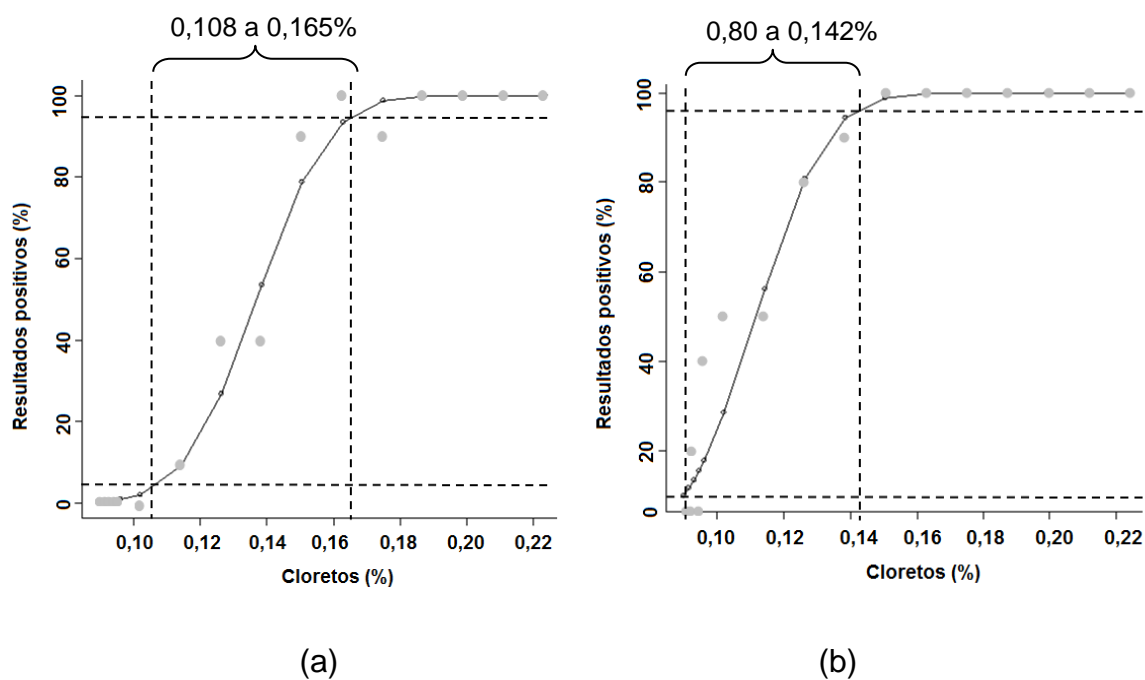 0,108 a 0,165%
0,80 a 0,142%
Resultados positivos (%)
100
80
60
40
20
0
0,10 0,12 0,14 0,16 0,18 0,20 0,22
Cloretos (%)
Resultados positivos (%)
100
80
60
40
20
0
0,10 0,12 0,14 0,16 0,18 0,20 0,22
Cloretos (%)
(a)
(b)